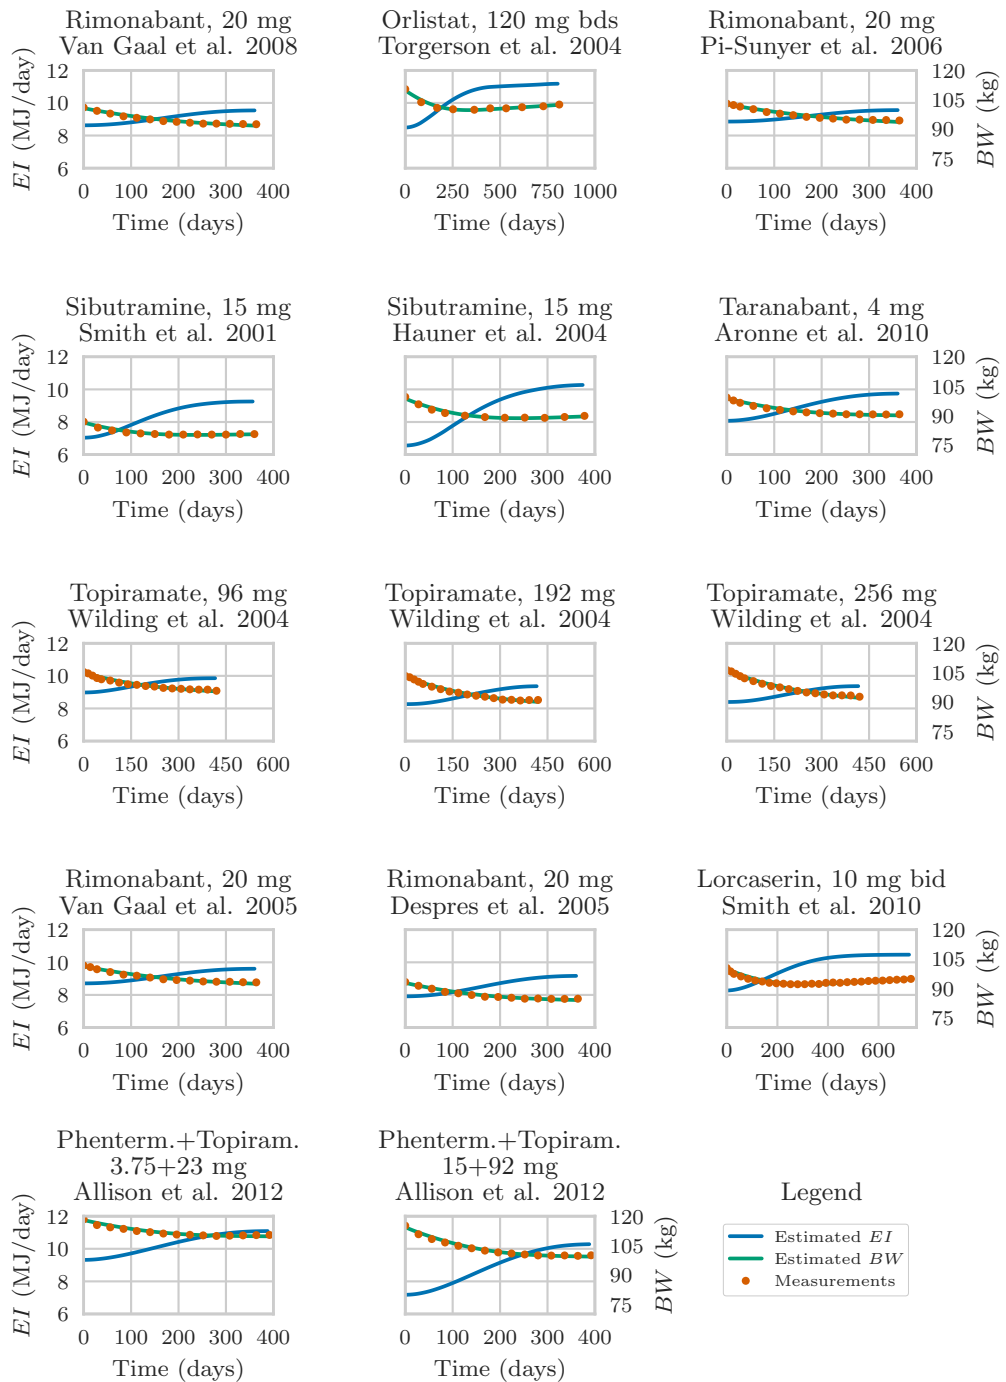 Rimonabant, 20 mg
Van Gaal et al. 2008
Orlistat, 120 mg bds
Torgerson et al. 2004
Rimonabant, 20 mg
Pi-Sunyer et al. 2006
EI (MJ/day)
12
10
8
6
0 100 200 300 400
Time (days)
0 250 500 750 1000
Time (days)
0 100 200 300 400
Time (days)
120
105
90
75
BW (kg)
Sibutramine, 15 mg
Smith et al. 2001
Sibutramine, 15 mg
Hauner et al. 2004
Taranabant, 4 mg
Aronne et al. 2010
EI (MJ/day)
12
10
8
6
0 100 200 300 400
Time (days)
0 100 200 300 400
Time (days)
0 100 200 300 400
Time (days)
120
105
90
75
BW (kg)
Topiramate, 96 mg
Wilding et al. 2004
Topiramate, 192 mg
Wilding et al. 2004
Topiramate, 256 mg
Wilding et al. 2004
EI (MJ/day)
12
10
8
6
0 150 300 450 600
Time (days)
0 150 300 450 600
Time (days)
0 150 300 450 600
Time (days)
120
105
90
75
BW (kg)
Rimonabant, 20 mg
Van Gaal et al. 2005
Rimonabant, 20 mg
Despres et al. 2005
Lorcaserin, 10 mg bid
Smith et al. 2010
EI (MJ/day)
12
10
8
6
0 100 200 300 400
Time (days)
0 100 200 300 400
Time (days)
0 200 400 600
Time (days)
120
105
90
75
BW (kg)
Phenterm.+Topiram.
3.75+23 mg
Allison et al. 2012
Phenterm.+Topiram.
15+92 mg
Allison et al. 2012
EI (MJ/day)
12
10
8
6
0 100 200 300 400
Time (days)
0 100 200 300 400
Time (days)
120
105
90
75
BW (kg)
Legend
Estimated EI
Estimated BW
Measurements